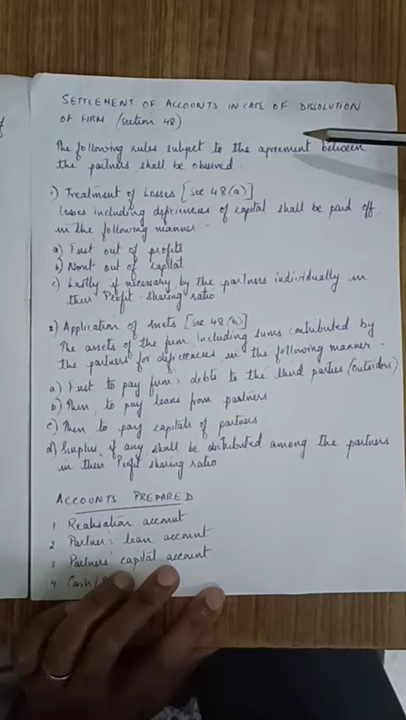 SETTLEMENT OF ACCOUNTS IN CASE OF DISSOLUTION
OF FIRM (Section 48)
The following rules subject to the agreement between
the partners shall be observed
1) Treatment of Losses [Sec 48(a)]
Losses including deficiencies of capital shall be paid off
in the following manner -
a) First out of profits
b) Next out of capital
c) Lastly if necessary by the partners individually in
their Profit sharing ratio
2) Application of Assets [Sec 48(b)]
The assets of the firm, including sums contributed by
the partners for deficiences in the following manner -
a) First to pay firm's debts to the third parties (outsiders)
b) Then, to pay loans from partners
c) Then to pay capitals of partners
d) Surplus, if any shall be distributed among the partners
in their Profit sharing ratio
ACCOUNTS PREPARED
1 Realisation account
2 Partner's loan account
3 Partners' capital account
4 Cash/